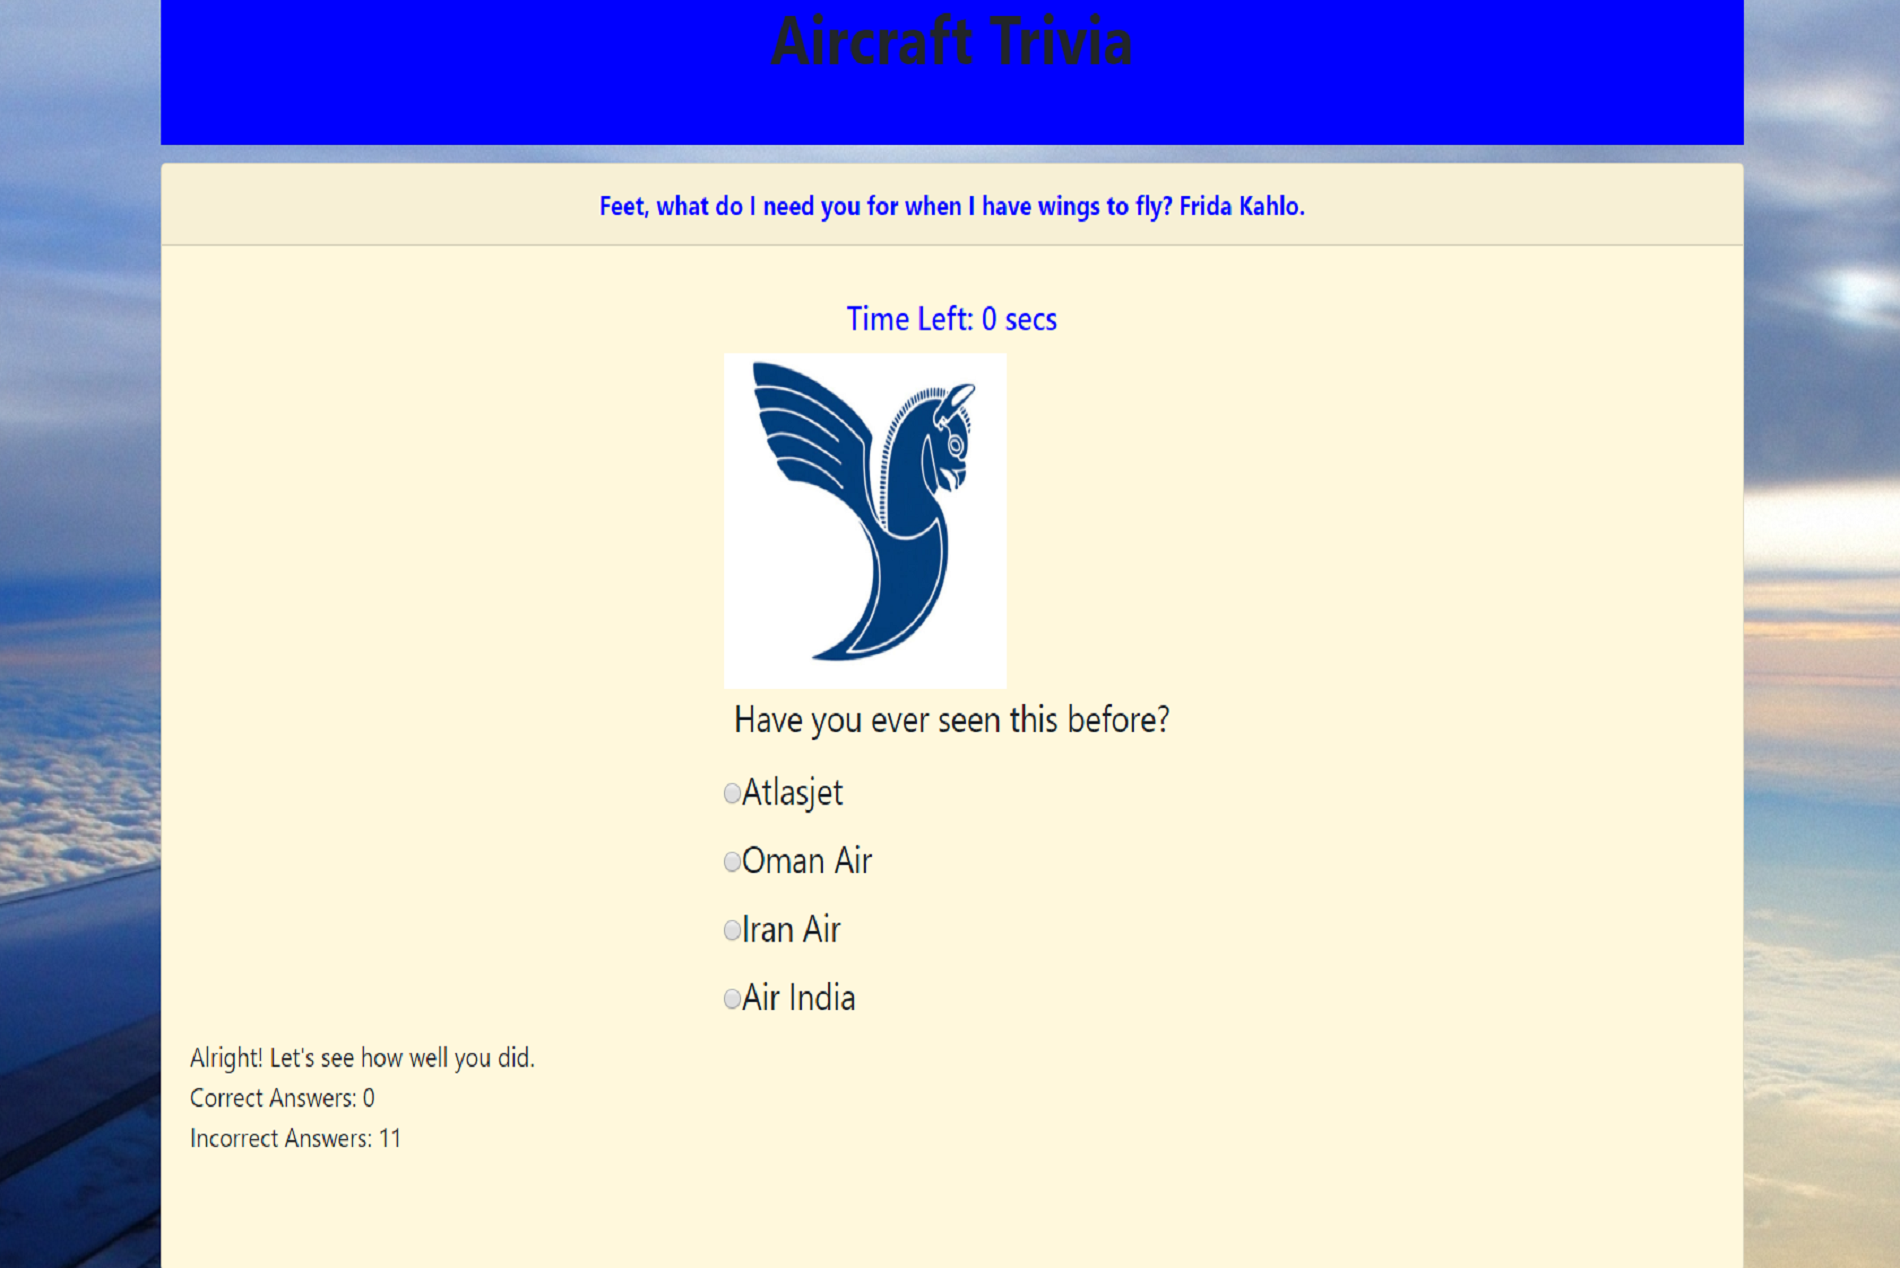 Aircraft Trivia
Feet, what do I need you for when I have wings to fly? Frida Kahlo.
Time Left: 0 secs
Have you ever seen this before?
Atlasjet
Oman Air
Iran Air
Air India
Alright! Let's see how well you did.
Correct Answers: 0
Incorrect Answers: 11